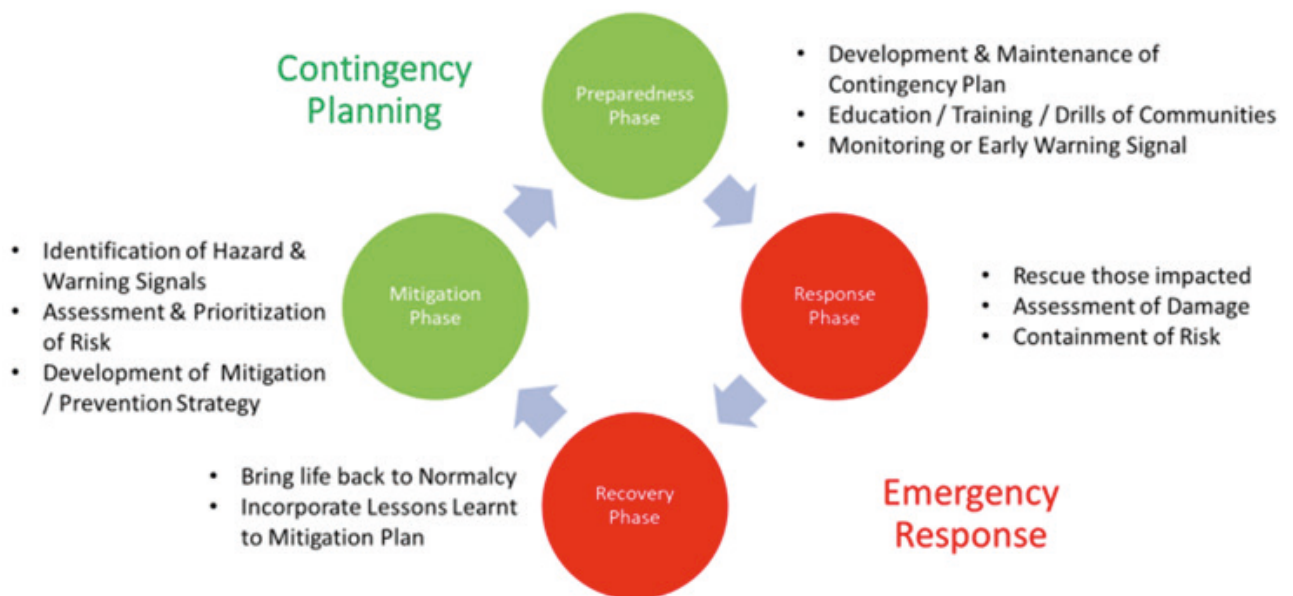 Contingency
Planning
Preparedness
Phase
• Development & Maintenance of
Contingency Plan
• Education / Training / Drills of Communities
• Monitoring or Early Warning Signal
• Identification of Hazard &
Warning Signals
• Assessment & Prioritization
of Risk
• Development of Mitigation
/ Prevention Strategy
Mitigation
Phase
Response
Phase
• Rescue those impacted
• Assessment of Damage
• Containment of Risk
• Bring life back to Normalcy
• Incorporate Lessons Learnt
to Mitigation Plan
Recovery
Phase
Emergency
Response